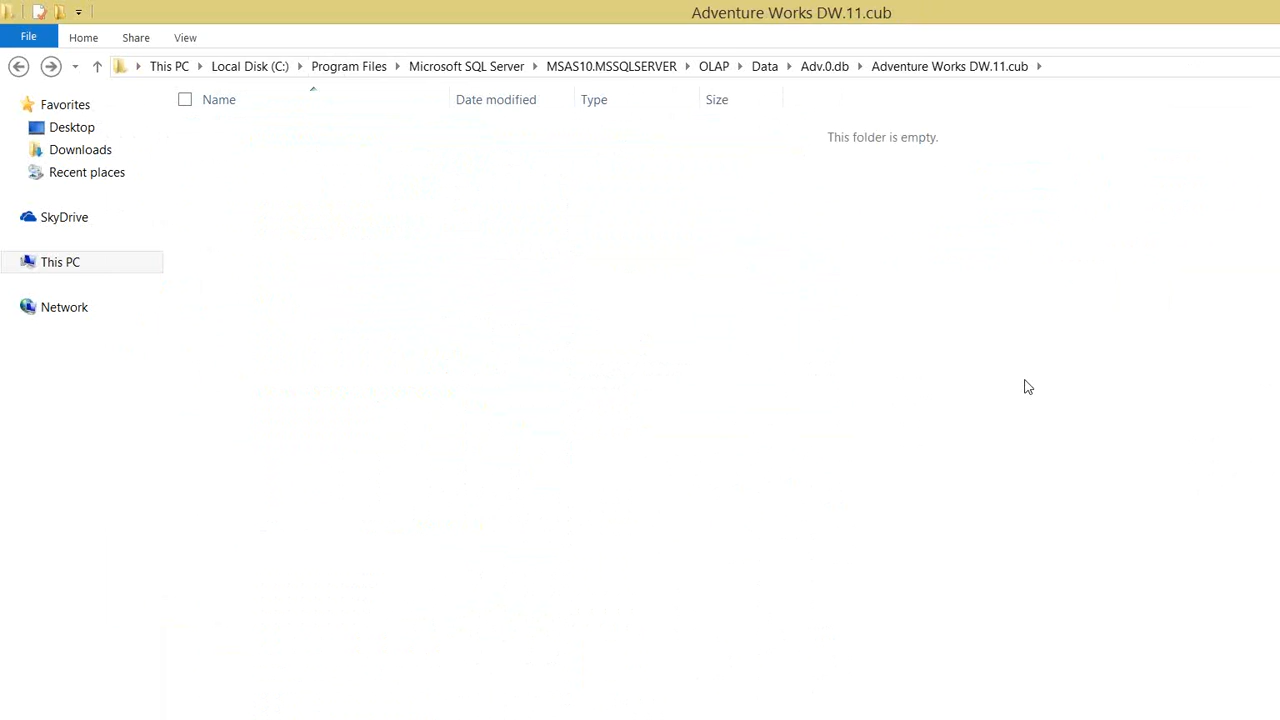 Adventure Works DW.11.cub
File Home Share View
This PC Local Disk (C:) Program Files Microsoft SQL Server MSAS10.MSSQLSERVER OLAP Data Adv.0.db Adventure Works DW.11.cub
Name Date modified Type Size
This folder is empty.
Favorites
Desktop
Downloads
Recent places
SkyDrive
This PC
Network